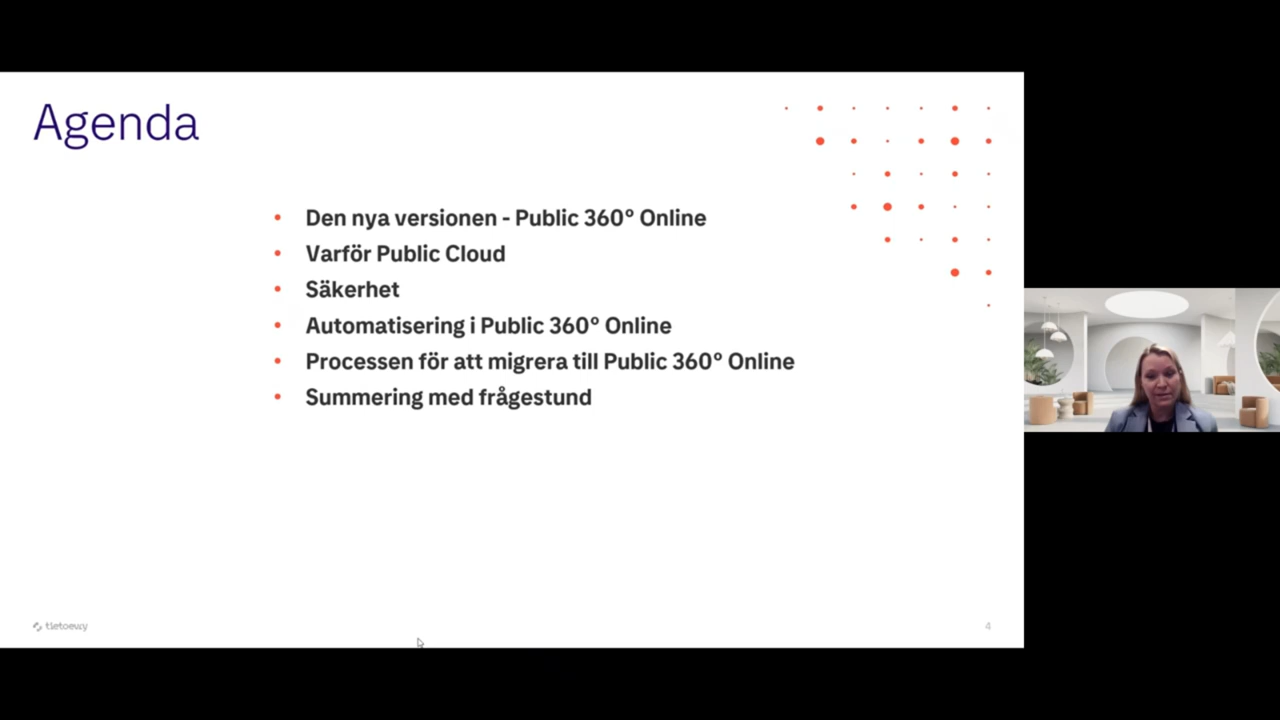 Agenda
• Den nya versionen - Public 360° Online
• Varför Public Cloud
• Säkerhet
• Automatisering i Public 360° Online
• Processen för att migrera till Public 360° Online
• Summering med frågestund
tietoevry
4